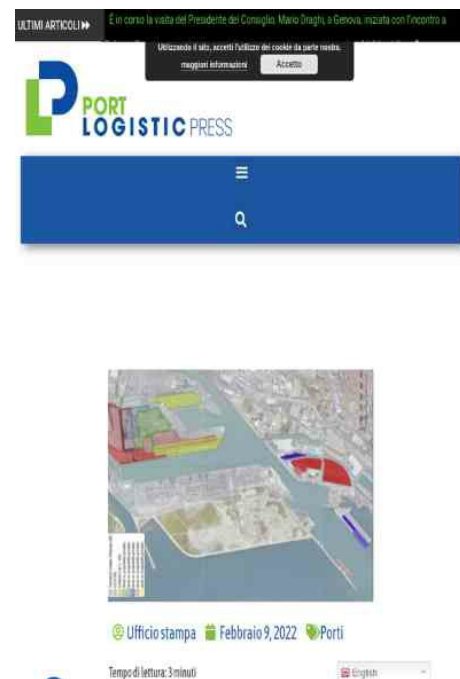 ULTIMI ARTICOLI
È in corso la visita del Presidente del Consiglio, Mario Draghi, a Genova, iniziata con l'incontro a
Utilizzando il sito, accetti l'utilizzo dei cookie da parte nostra.
maggiori informazioni
Accetto
PORT
LOGISTIC PRESS
Ufficio stampa Febbraio 9, 2022 Porti
Tempo di lettura: 3 minuti
English